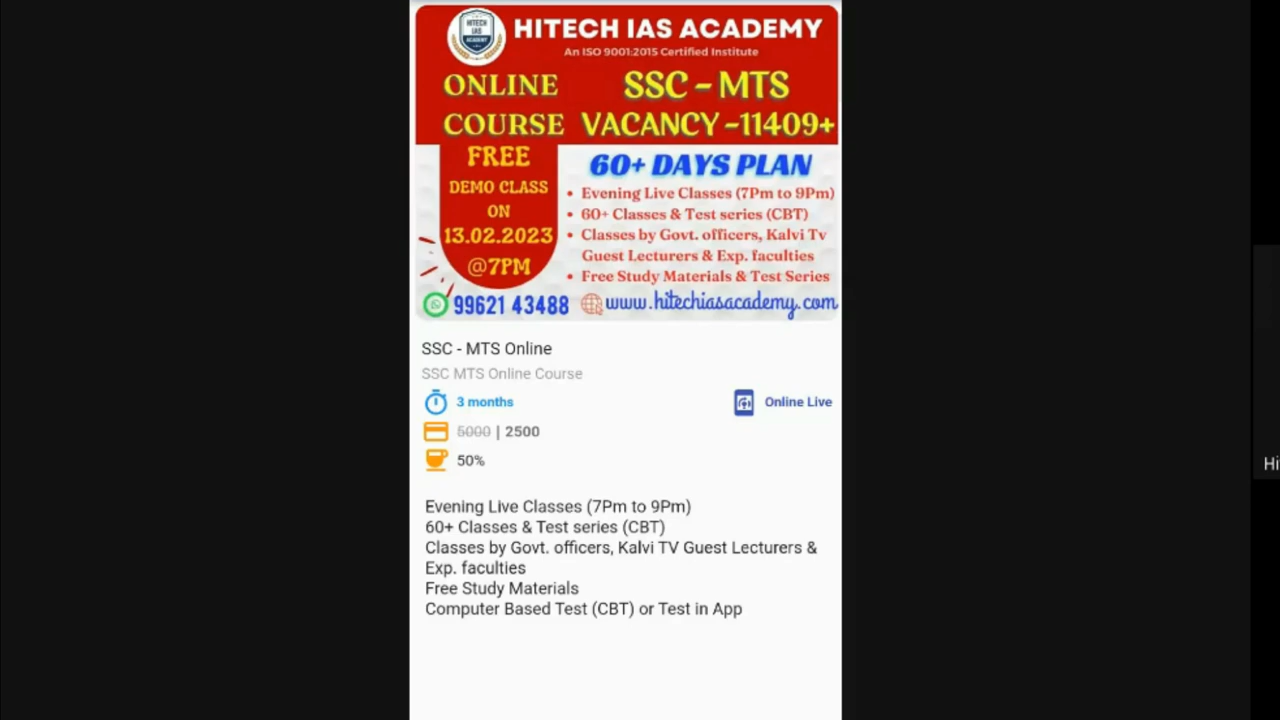 HITECH IAS ACADEMY
HITECH IAS ACADEMY
An ISO 9001:2015 Certified Institute
ONLINE COURSE
SSC - MTS
VACANCY -11409+
FREE
DEMO CLASS
ON
13.02.2023
@7PM
60+ DAYS PLAN
• Evening Live Classes (7Pm to 9Pm)
• 60+ Classes & Test series (CBT)
• Classes by Govt. officers, Kalvi Tv
Guest Lecturers & Exp. faculties
• Free Study Materials & Test Series
99621 43488
www.hitechiasacademy.com
SSC - MTS Online
SSC MTS Online Course
3 months
Online Live
5000 | 2500
50%
Evening Live Classes (7Pm to 9Pm)
60+ Classes & Test series (CBT)
Classes by Govt. officers, Kalvi TV Guest Lecturers &
Exp. faculties
Free Study Materials
Computer Based Test (CBT) or Test in App
Hi